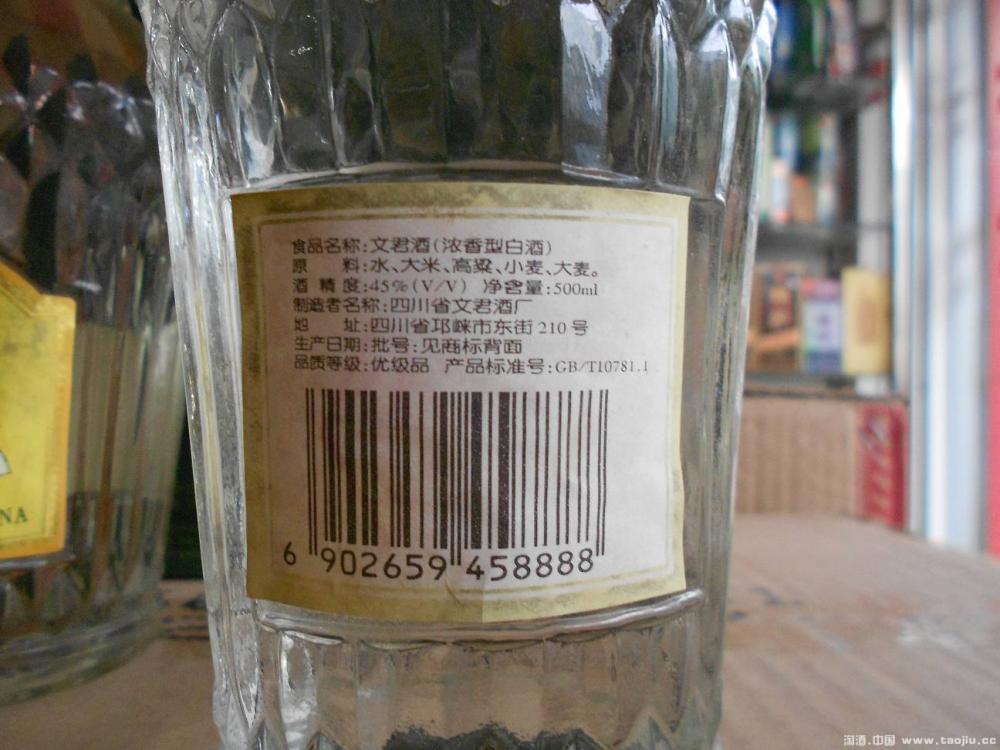 食品名称:文君酒(浓香型白酒)
原 料:水、大米、高粱、小麦、大麦。
酒 精 度:45%(V/V) 净含量:500ml
制造者名称:四川省文君酒厂
地 址:四川省邛崃市东街210号
生产日期:批号:见商标背面
品质等级:优级品 产品标准号:GB/T10781.1
6 902659 458888
NA
淘酒.中国 www.taojiu.cc